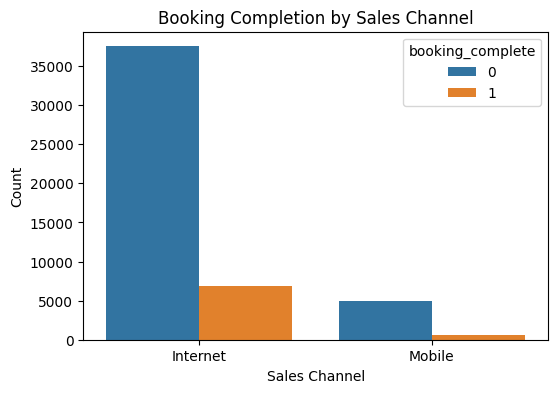 Booking Completion by Sales Channel
booking_complete
0
1
Count
35000
30000
25000
20000
15000
10000
5000
0
Internet
Mobile
Sales Channel